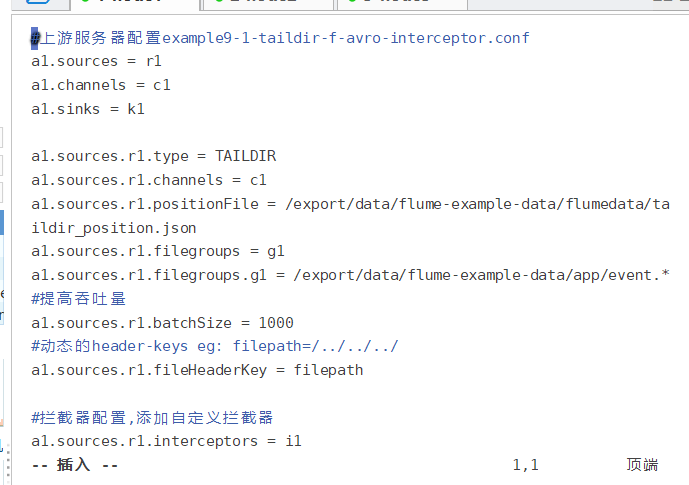 #上游服务器配置example9-1-taildir-f-avro-interceptor.conf
a1.sources = r1
a1.channels = c1
a1.sinks = k1
a1.sources.r1.type = TAILDIR
a1.sources.r1.channels = c1
a1.sources.r1.positionFile = /export/data/flume-example-data/flumedata/ta
ildir_position.json
a1.sources.r1.filegroups = g1
a1.sources.r1.filegroups.g1 = /export/data/flume-example-data/app/event.*
#提高吞吐量
a1.sources.r1.batchSize = 1000
#动态的header-keys eg: filepath=/../../../
a1.sources.r1.fileHeaderKey = filepath
#拦截器配置,添加自定义拦截器
a1.sources.r1.interceptors = i1
-- 插入 -- 1,1 顶端